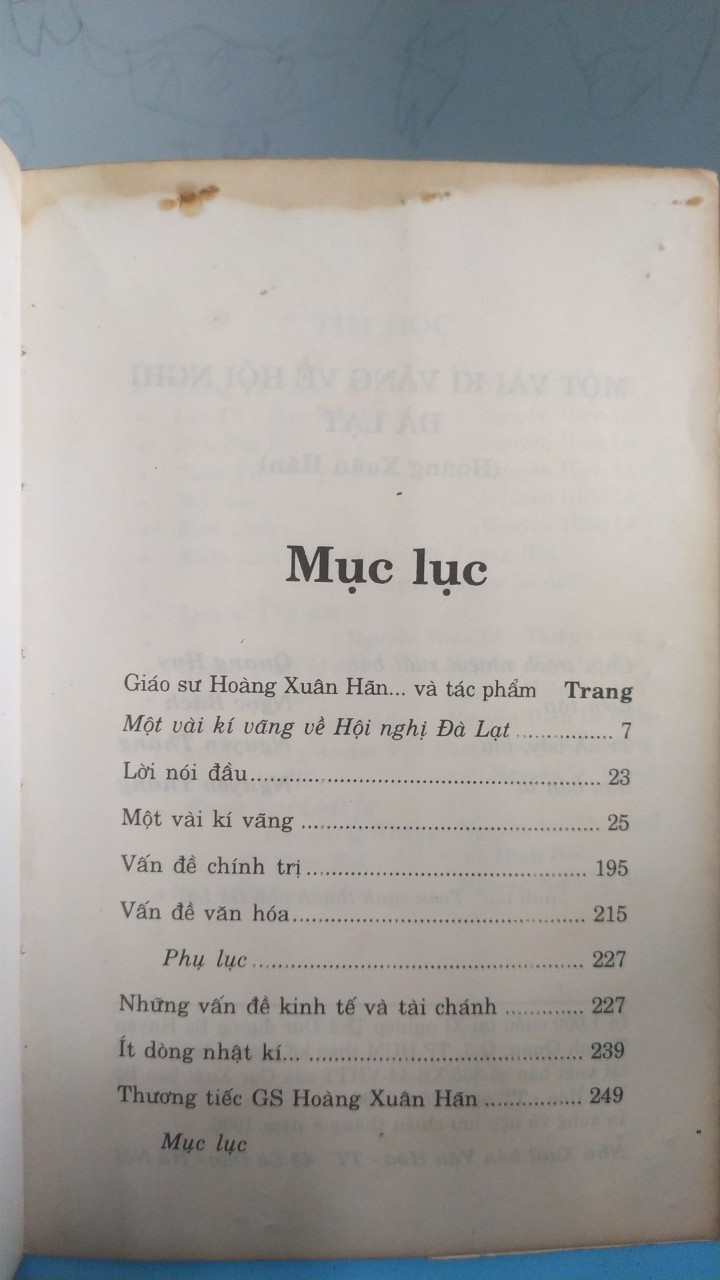 Mục lục
Giáo sư Hoàng Xuân Hãn... và tác phẩm Trang
Một vài kí vãng về Hội nghị Đà Lạt ............... 7
Lời nói đầu.................................................... 23
Một vài kí vãng ............................................. 25
Vấn đề chính trị........................................... 195
Vấn đề văn hóa............................................. 215
Phụ lục.................................................. 227
Những vấn đề kinh tế và tài chánh ............ 227
Ít dòng nhật kí... ......................................... 239
Thương tiếc GS Hoàng Xuân Hãn............... 249
Mục lục